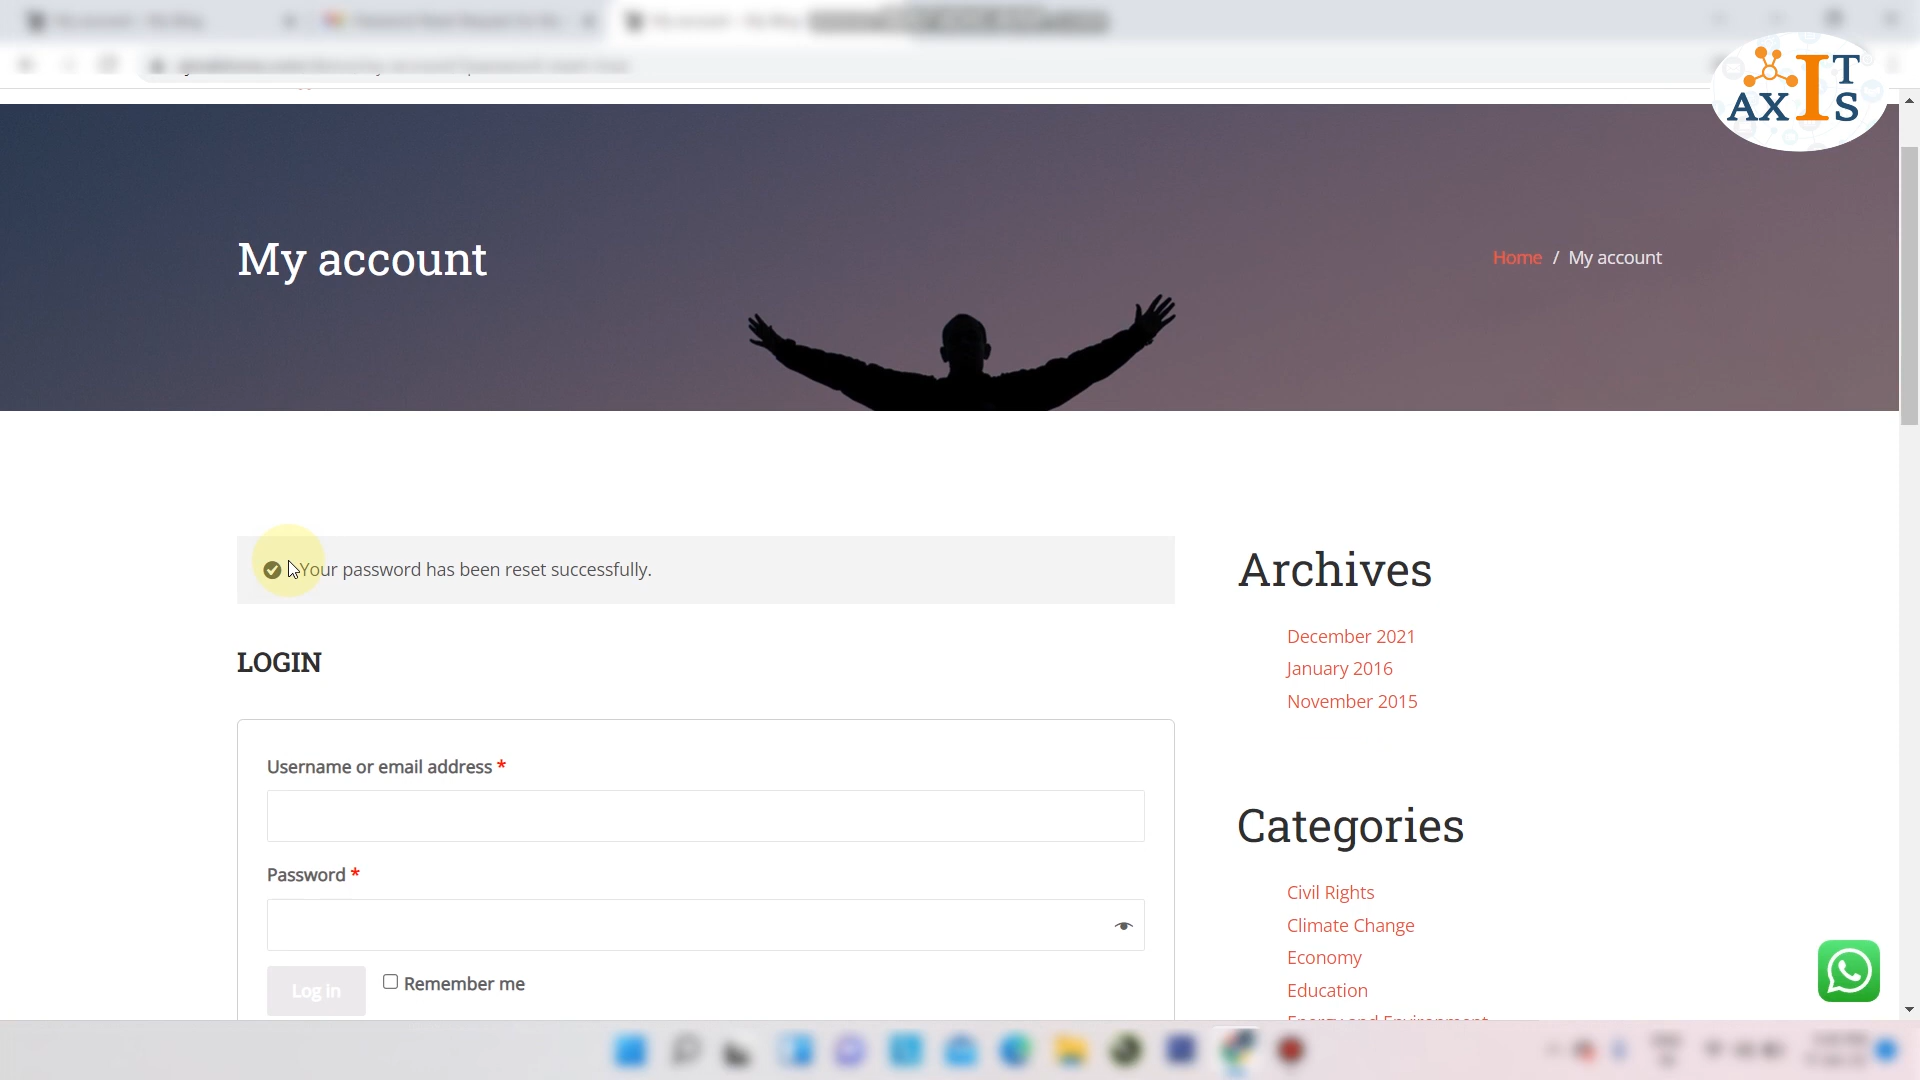 AXIS
IT
My account
Home / My account
Your password has been reset successfully.
LOGIN
Username or email address *
Password *
Log in
Remember me
Archives
December 2021
January 2016
November 2015
Categories
Civil Rights
Climate Change
Economy
Education
Energy and Environment